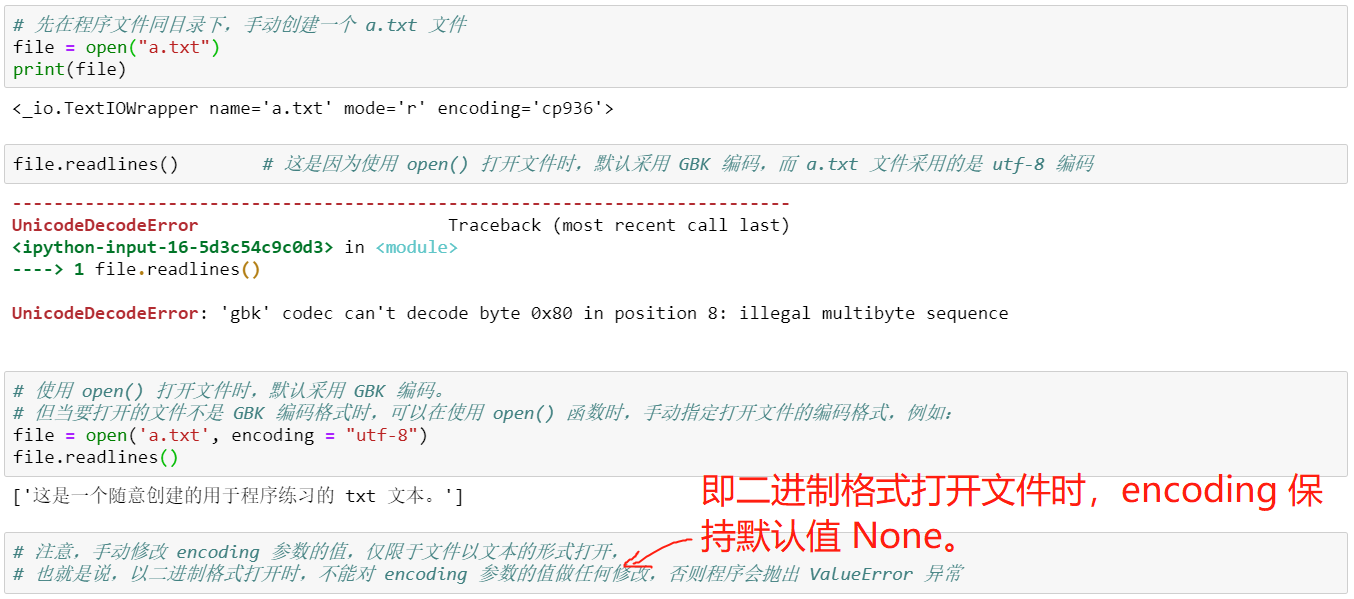 # 先在程序文件同目录下，手动创建一个 a.txt 文件
file = open("a.txt")
print(file)
<_io.TextIOWrapper name='a.txt' mode='r' encoding='cp936'>
file.readlines()        # 这是因为使用 open() 打开文件时，默认采用 GBK 编码，而 a.txt 文件采用的是 utf-8 编码
---------------------------------------------------------------------------
UnicodeDecodeError                        Traceback (most recent call last)
<ipython-input-16-5d3c54c9c0d3> in <module>
----> 1 file.readlines()
UnicodeDecodeError: 'gbk' codec can't decode byte 0x80 in position 8: illegal multibyte sequence
# 使用 open() 打开文件时，默认采用 GBK 编码。
# 但当要打开的文件不是 GBK 编码格式时，可以在使用 open() 函数时，手动指定打开文件的编码格式，例如：
file = open('a.txt', encoding = "utf-8")
file.readlines()
['这是一个随意创建的用于程序练习的 txt 文本。']
即二进制格式打开文件时，encoding 保
持默认值 None。
# 注意，手动修改 encoding 参数的值，仅限于文件以文本的形式打开，
# 也就是说，以二进制格式打开时，不能对 encoding 参数的值做任何修改，否则程序会抛出 ValueError 异常